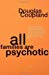 Douglas
Coupland
all
families are
psychotic